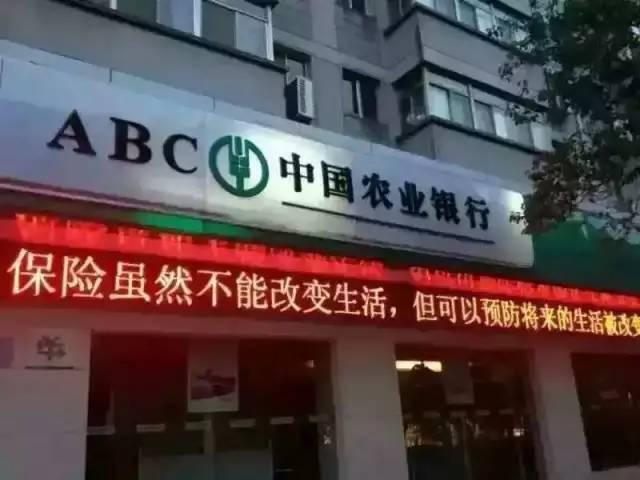 ABC 中国农业银行
保险虽然不能改变生活，但可以预防将来的生活被改变